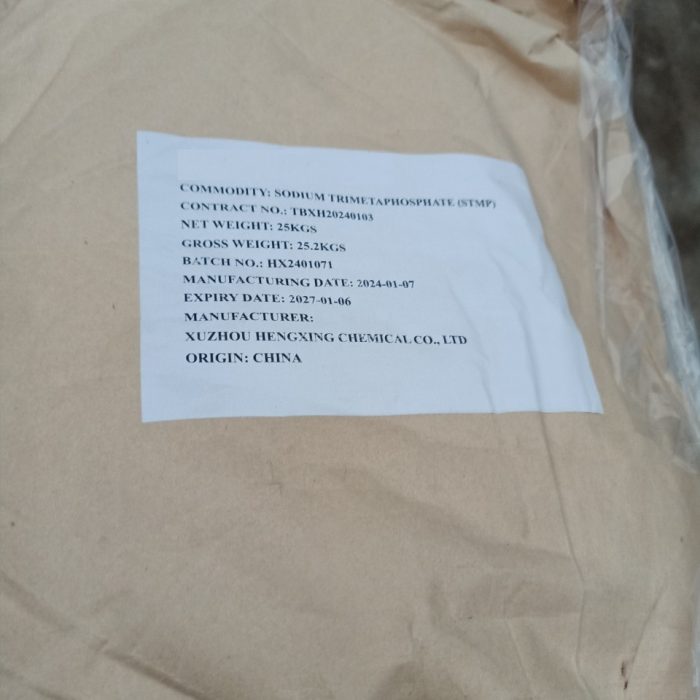 COMMODITY: SODIUM TRIMETAPHOSPHATE (STMP)
CONTRACT NO.: TBXH20240103
NET WEIGHT: 25KGS
GROSS WEIGHT: 25.2KGS
BATCH NO.: HX2401071
MANUFACTURING DATE: 2024-01-07
EXPIRY DATE: 2027-01-06
MANUFACTURER:
XUZHOU HENGXING CHEMICAL CO., LTD
ORIGIN: CHINA